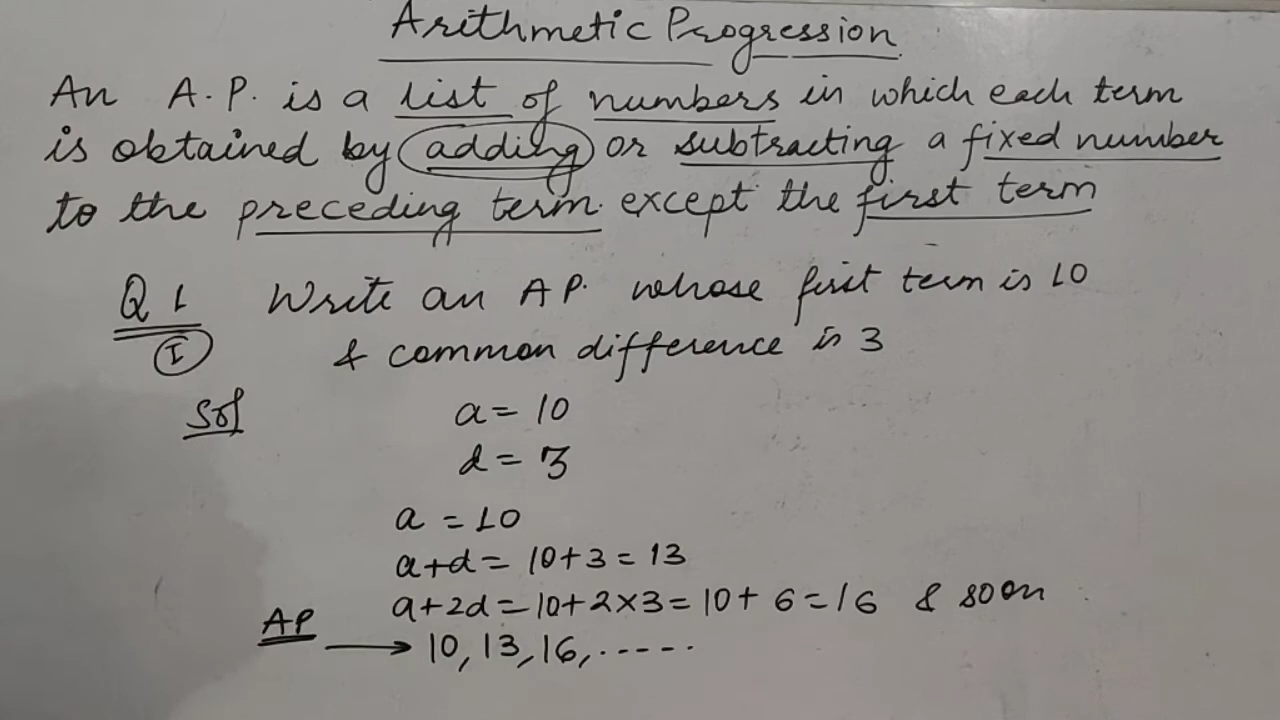 Arithmetic Progression
An A.P. is a list of numbers in which each term
is obtained by adding or subtracting a fixed number
to the preceding term except the first term
Q 1 Write an A P. whose first term is 10
I & common difference is 3
Sol a = 10
d = 3
a = 10
a+d = 10+3 = 13
a+2d = 10+2×3 = 10+ 6 = 16 & so on
AP → 10, 13, 16, .-----